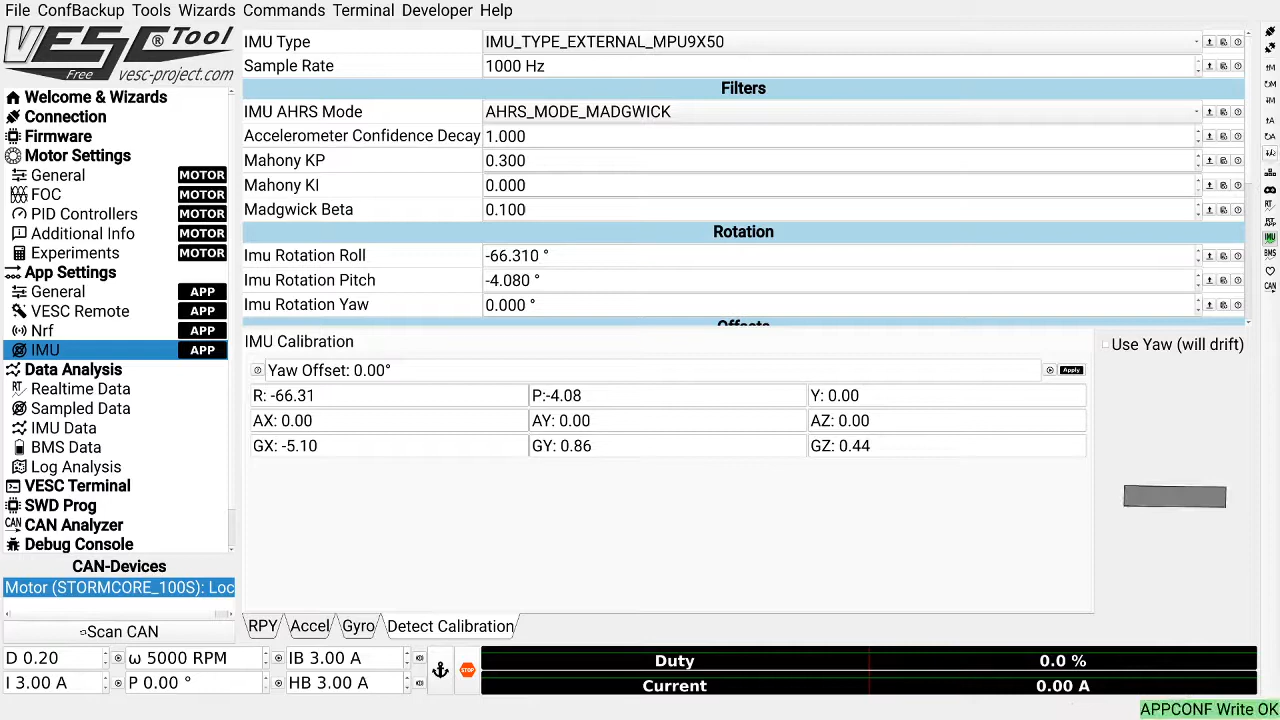 File ConfBackup Tools Wizards Commands Terminal Developer Help
VESC® Tool
Free vesc-project.com
Welcome & Wizards
Connection
Firmware
Motor Settings
General MOTOR
FOC MOTOR
PID Controllers MOTOR
Additional Info MOTOR
Experiments MOTOR
App Settings
General APP
VESC Remote APP
Nrf APP
IMU APP
Data Analysis
Realtime Data
Sampled Data
IMU Data
BMS Data
Log Analysis
VESC Terminal
SWD Prog
CAN Analyzer
Debug Console
CAN-Devices
Motor (STORMCORE_100S): Loc
Scan CAN
IMU Type IMU_TYPE_EXTERNAL_MPU9X50
Sample Rate 1000 Hz
Filters
IMU AHRS Mode AHRS_MODE_MADGWICK
Accelerometer Confidence Decay 1.000
Mahony KP 0.300
Mahony KI 0.000
Madgwick Beta 0.100
Rotation
Imu Rotation Roll -66.310 °
Imu Rotation Pitch -4.080 °
Imu Rotation Yaw 0.000 °
Offsets
IMU Calibration
Use Yaw (will drift)
Yaw Offset: 0.00° Apply
R: -66.31 P:-4.08 Y: 0.00
AX: 0.00 AY: 0.00 AZ: 0.00
GX: -5.10 GY: 0.86 GZ: 0.44
RPY Accel Gyro Detect Calibration
D 0.20 ω 5000 RPM IB 3.00 A
I 3.00 A P 0.00 ° HB 3.00 A
STOP
Duty 0.0 %
Current 0.00 A
APPCONF Write OK